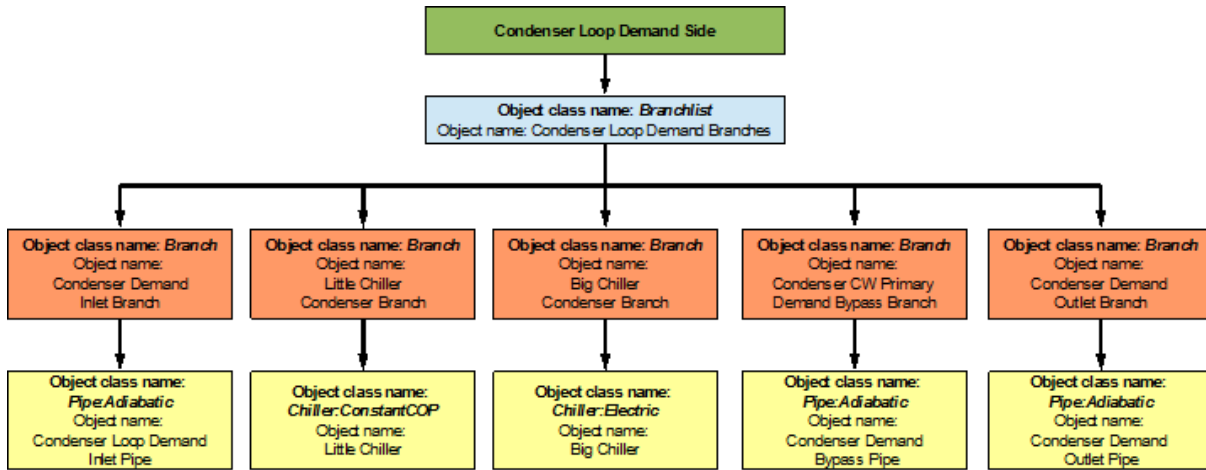 Condenser Loop Demand Side
Object class name: Branchlist
Object name: Condenser Loop Demand Branches
Object class name: Branch
Object name:
Condenser Demand
Inlet Branch
Object class name: Branch
Object name:
Little Chiller
Condenser Branch
Object class name: Branch
Object name:
Big Chiller
Condenser Branch
Object class name: Branch
Object name:
Condenser CW Primary
Demand Bypass Branch
Object class name: Branch
Object name:
Condenser Demand
Outlet Branch
Object class name:
Pipe:Adiabatic
Object name:
Condenser Loop Demand
Inlet Pipe
Object class name:
Chiller:ConstantCOP
Object name:
Little Chiller
Object class name:
Chiller:Electric
Object name:
Big Chiller
Object class name:
Pipe:Adiabatic
Object name:
Condenser Demand
Bypass Pipe
Object class name:
Pipe:Adiabatic
Object name:
Condenser Demand
Outlet Pipe